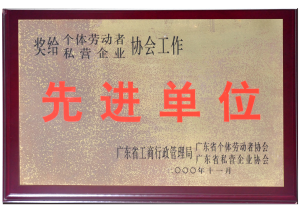 奖给个体劳动者私营企业协会工作
先进单位
广东省工商行政管理局
广东省个体劳动者协会
广东省私营企业协会
二〇〇〇年十一月